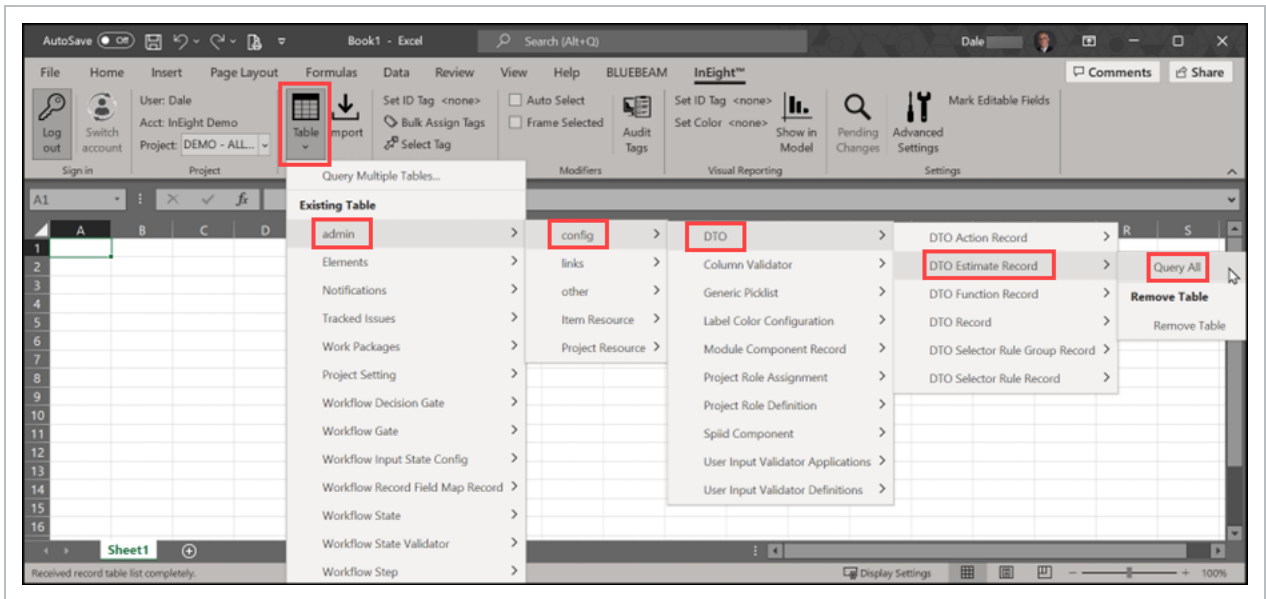 AutoSave Off Book1 - Excel Search (Alt+Q) Dale
File Home Insert Page Layout Formulas Data Review View Help BLUEBEAM InEight™ Comments Share
Log out
Switch account
User: Dale
Acct: InEight Demo
Project: DEMO - ALL...
Table
Import
Set ID Tag <none>
Bulk Assign Tags
Select Tag
Auto Select
Frame Selected
Audit Tags
Set ID Tag <none>
Set Color <none>
Show in Model
Pending Changes
Advanced Settings
Mark Editable Fields
Sign in Project Modifiers Visual Reporting Settings
A1 fx
A B C D R S
1
2
3
4
5
6
7
8
9
10
11
12
13
14
15
16
Query Multiple Tables...
Existing Table
admin
Elements
Notifications
Tracked Issues
Work Packages
Project Setting
Workflow Decision Gate
Workflow Gate
Workflow Input State Config
Workflow Record Field Map Record
Workflow State
Workflow State Validator
Workflow Step
config
links
other
Item Resource
Project Resource
DTO
Column Validator
Generic Picklist
Label Color Configuration
Module Component Record
Project Role Assignment
Project Role Definition
Spiid Component
User Input Validator Applications
User Input Validator Definitions
DTO Action Record
DTO Estimate Record
DTO Function Record
DTO Record
DTO Selector Rule Group Record
DTO Selector Rule Record
Query All
Remove Table
Remove Table
Sheet1
Received record table list completely. Display Settings 100%